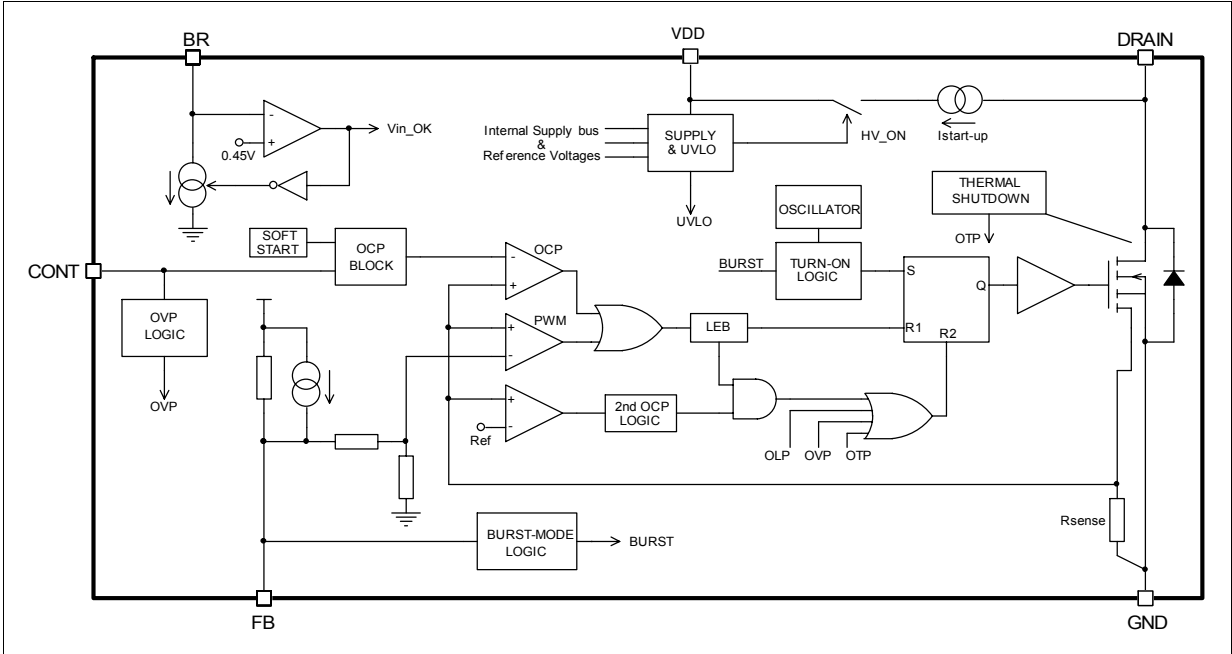 BR
VDD
DRAIN
Vin_OK
0.45V
Internal Supply bus
&
Reference Voltages
SUPPLY
& UVLO
HV_ON
Istart-up
UVLO
THERMAL
SHUTDOWN
OTP
OSCILLATOR
SOFT
START
OCP
BLOCK
OCP
BURST
TURN-ON
LOGIC
S
Q
R1
R2
CONT
OVP
LOGIC
OVP
PWM
LEB
2nd OCP
LOGIC
Ref
OLP
OVP
OTP
Rsense
BURST-MODE
LOGIC
BURST
FB
GND
- 
+
-
+
+
-
+
-